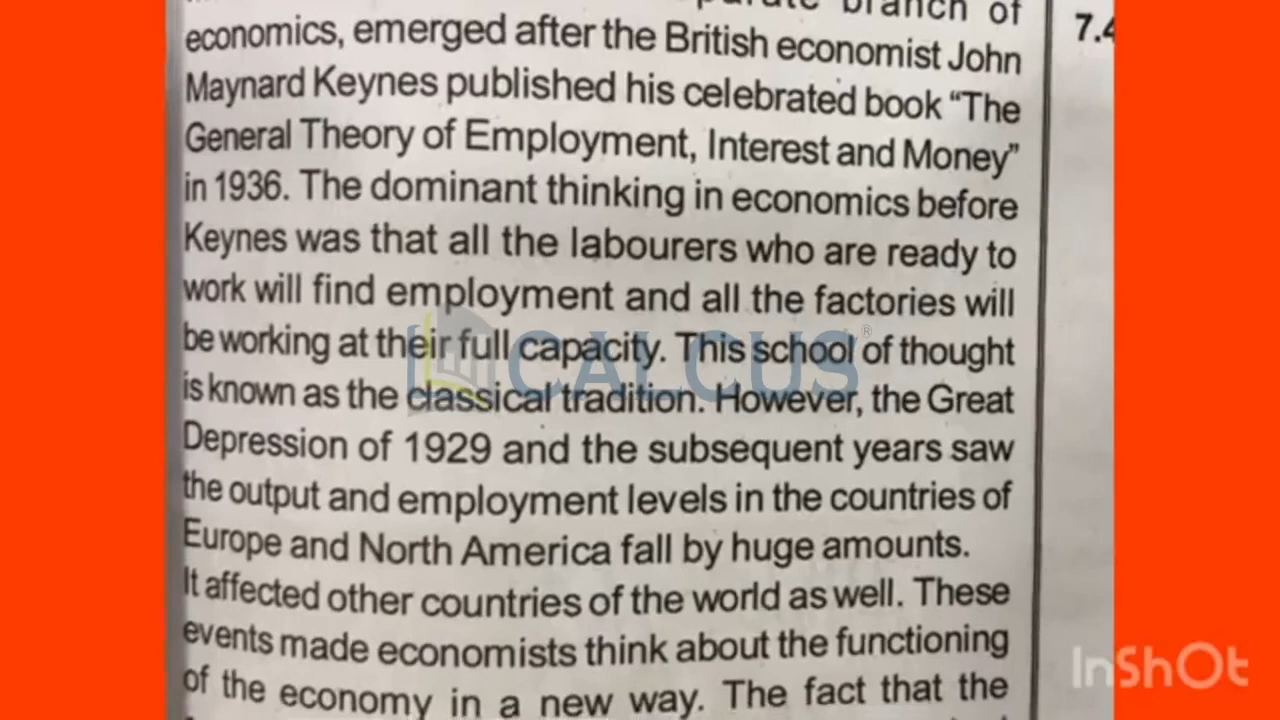 branch of
economics, emerged after the British economist John
Maynard Keynes published his celebrated book “The
General Theory of Employment, Interest and Money”
in 1936. The dominant thinking in economics before
Keynes was that all the labourers who are ready to
work will find employment and all the factories will
be working at their full capacity. This school of thought
is known as the classical tradition. However, the Great
Depression of 1929 and the subsequent years saw
the output and employment levels in the countries of
Europe and North America fall by huge amounts.
It affected other countries of the world as well. These
events made economists think about the functioning
of the economy in a new way. The fact that the
7.4
CALCUS®
InShOt